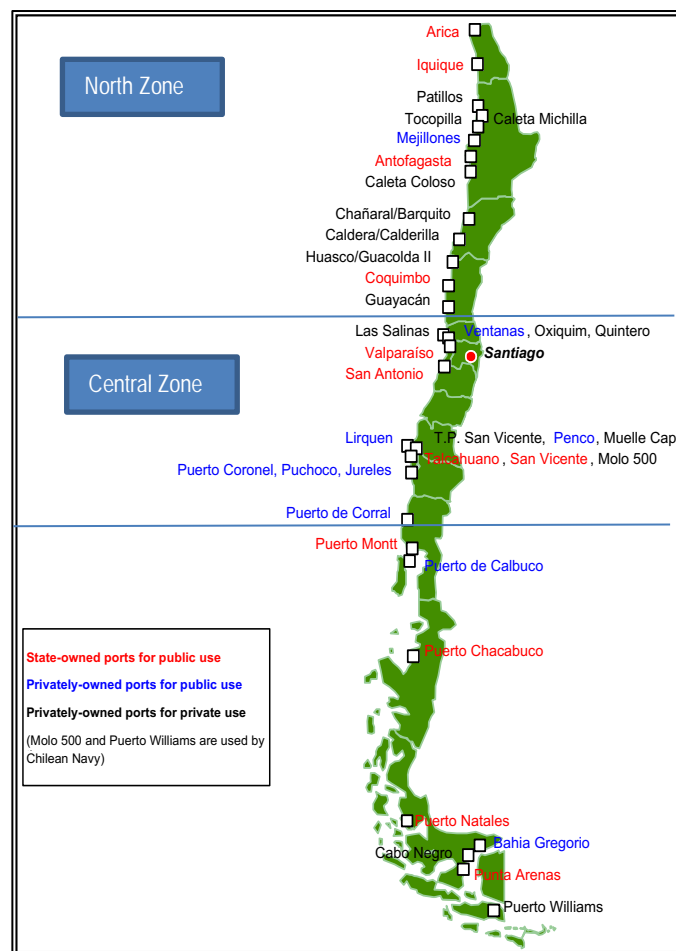 Arica
North Zone
Iquique
Patillos
Tocopilla
Caleta Michilla
Mejillones
Antofagasta
Caleta Coloso
Chañaral/Barquito
Caldera/Calderilla
Huasco/Guacolda II
Coquimbo
Guayacán
Las Salinas
Ventanas, Oxiquim, Quintero
Valparaíso
Santiago
San Antonio
Central Zone
Lirquen
T.P. San Vicente, Penco, Muelle Cap
Talcahuano, San Vicente, Molo 500
Puerto Coronel, Puchoco, Jureles
Puerto de Corral
Puerto Montt
Puerto de Calbuco
State-owned ports for public use
Privately-owned ports for public use
Privately-owned ports for private use
(Molo 500 and Puerto Williams are used by
Chilean Navy)
Puerto Chacabuco
Puerto Natales
Bahia Gregorio
Cabo Negro
Punta Arenas
Puerto Williams